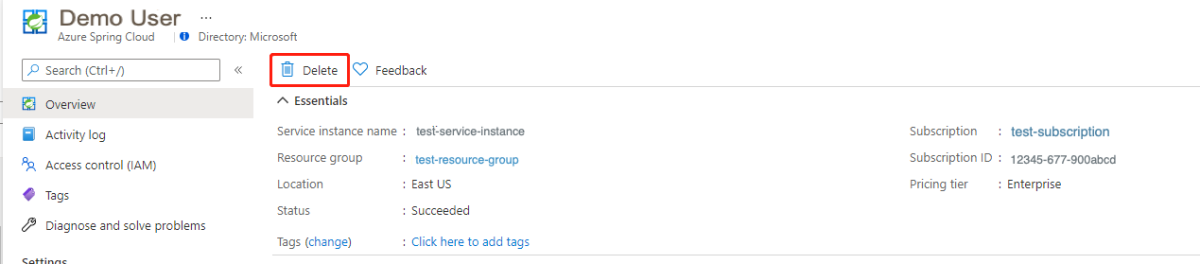 Demo User ...
Azure Spring Cloud | Directory: Microsoft
Search (Ctrl+/) «
Delete Feedback
Overview
Activity log
Access control (IAM)
Tags
Diagnose and solve problems
Settings
Essentials
Service instance name : test-service-instance
Resource group : test-resource-group
Location : East US
Status : Succeeded
Tags (change) : Click here to add tags
Subscription : test-subscription
Subscription ID : 12345-677-900abcd
Pricing tier : Enterprise